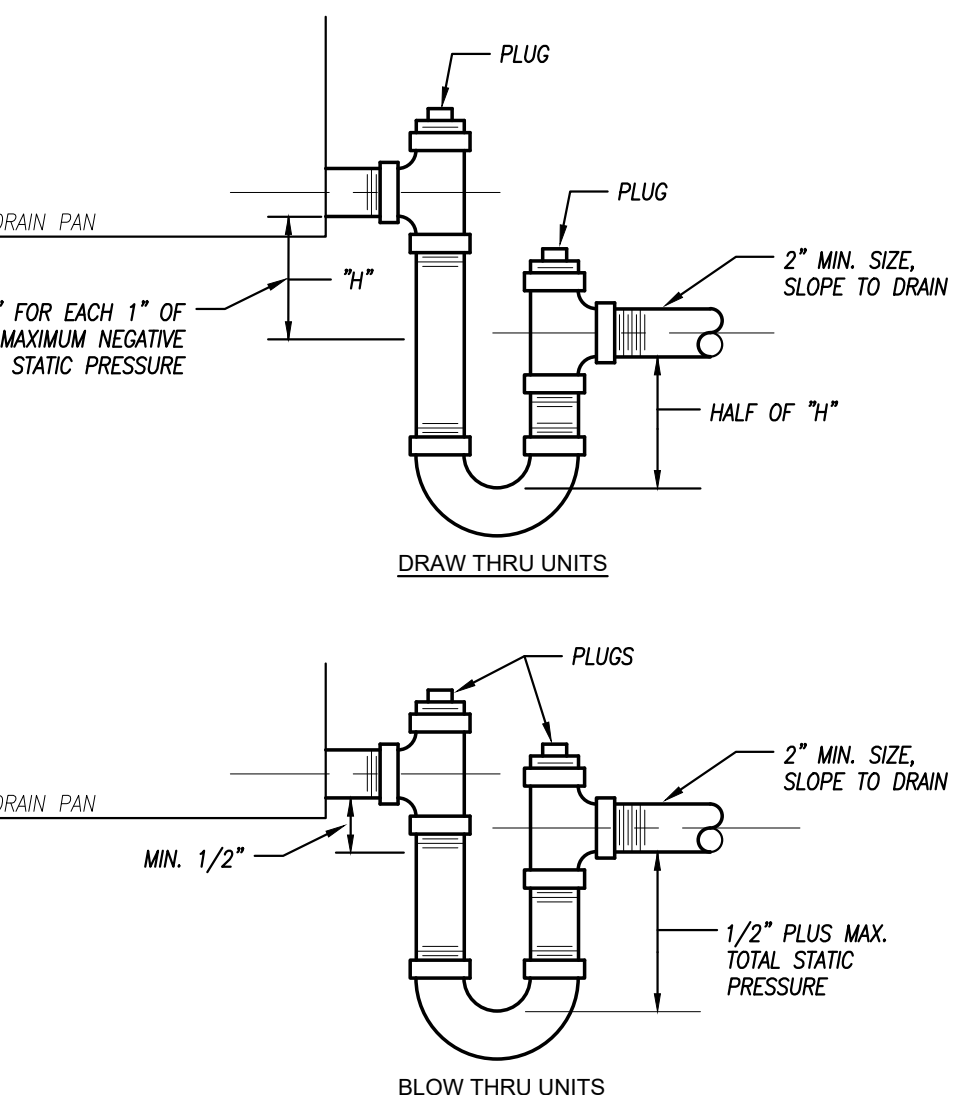 PLUG
PLUG
DRAIN PAN
"H"
2" MIN. SIZE,
SLOPE TO DRAIN
" FOR EACH 1" OF
MAXIMUM NEGATIVE
STATIC PRESSURE
HALF OF "H"
DRAW THRU UNITS
PLUGS
2" MIN. SIZE,
SLOPE TO DRAIN
DRAIN PAN
MIN. 1/2"
1/2" PLUS MAX.
TOTAL STATIC
PRESSURE
BLOW THRU UNITS